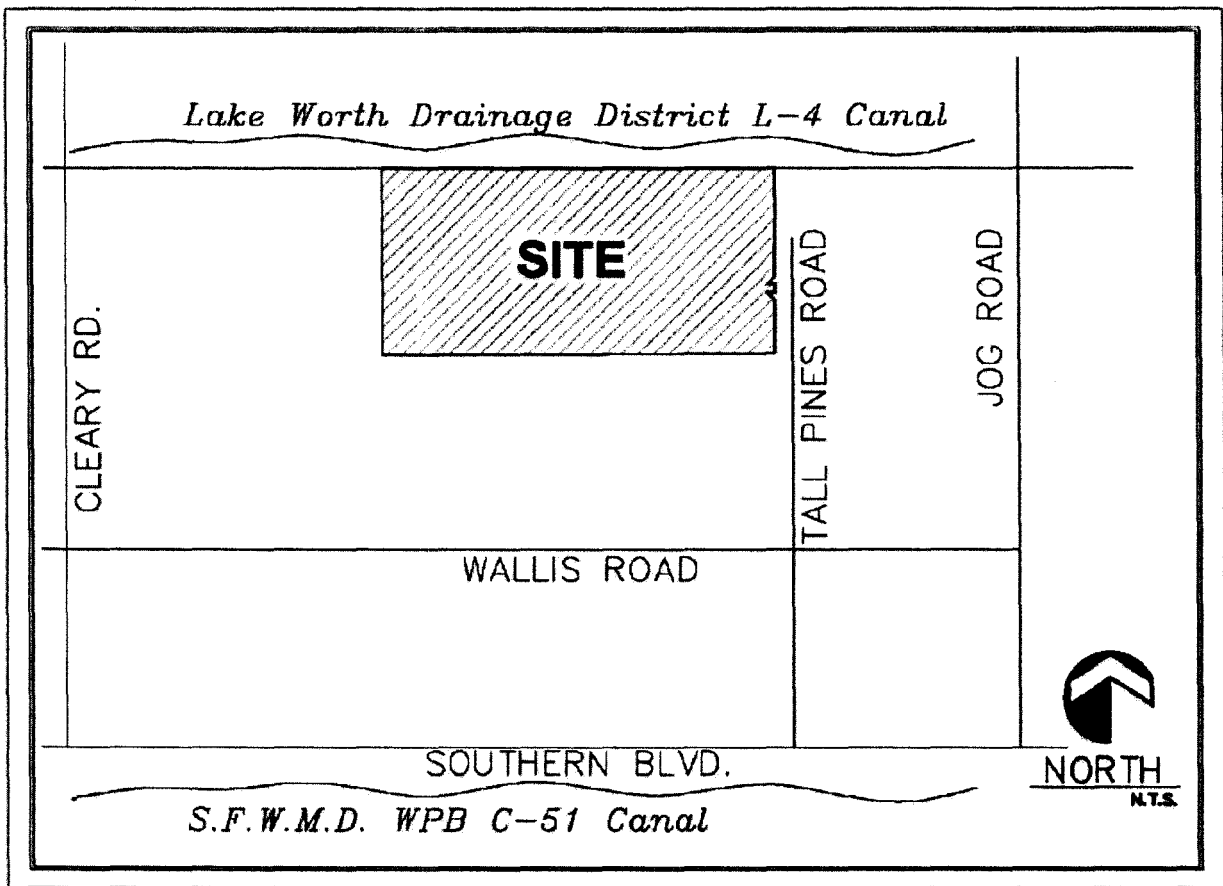 Lake Worth Drainage District L-4 Canal
SITE
CLEARY RD.
TALL PINES ROAD
JOG ROAD
WALLIS ROAD
SOUTHERN BLVD.
S.F.W.M.D. WPB C-51 Canal
NORTH
N.T.S.